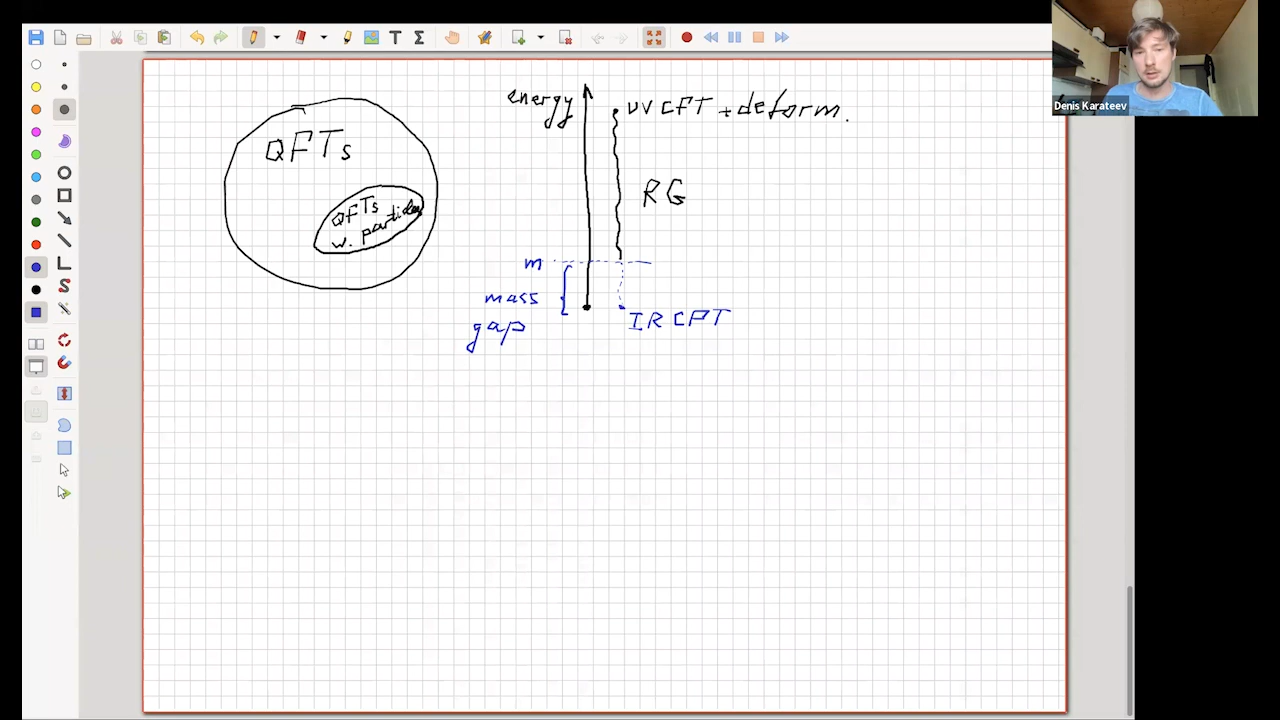 Denis Karateev
QFTs
QFTs
w. particles
energy
UV CFT + deform.
RG
m
mass
gap
IR CFT